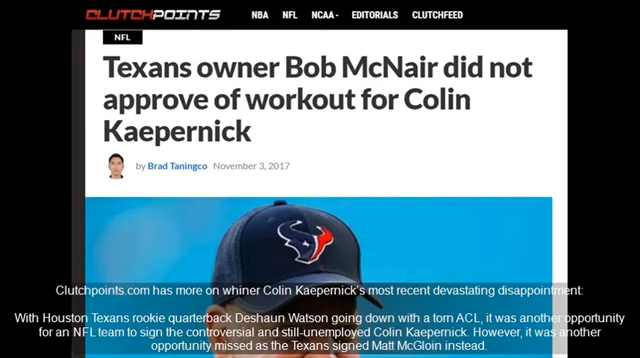 CLUTCHPOINTS NBA NFL NCAA EDITORIALS CLUTCHFEED
NFL
Texans owner Bob McNair did not
approve of workout for Colin
Kaepernick
by Brad Taningco November 3, 2017
Clutchpoints.com has more on whiner Colin Kaepernick's most recent devastating disappointment:
With Houston Texans rookie quarterback Deshaun Watson going down with a torn ACL, it was another opportunity
for an NFL team to sign the controversial and still-unemployed Colin Kaepernick. However, it was another
opportunity missed as the Texans signed Matt McGloin instead.